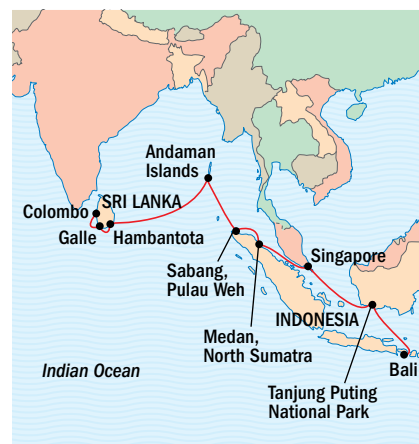 Andaman
Islands
Colombo
SRI LANKA
Galle
Hambantota
Sabang,
Pulau Weh
Singapore
Medan,
North Sumatra
INDONESIA
Indian Ocean
Bali
Tanjung Puting
National Park